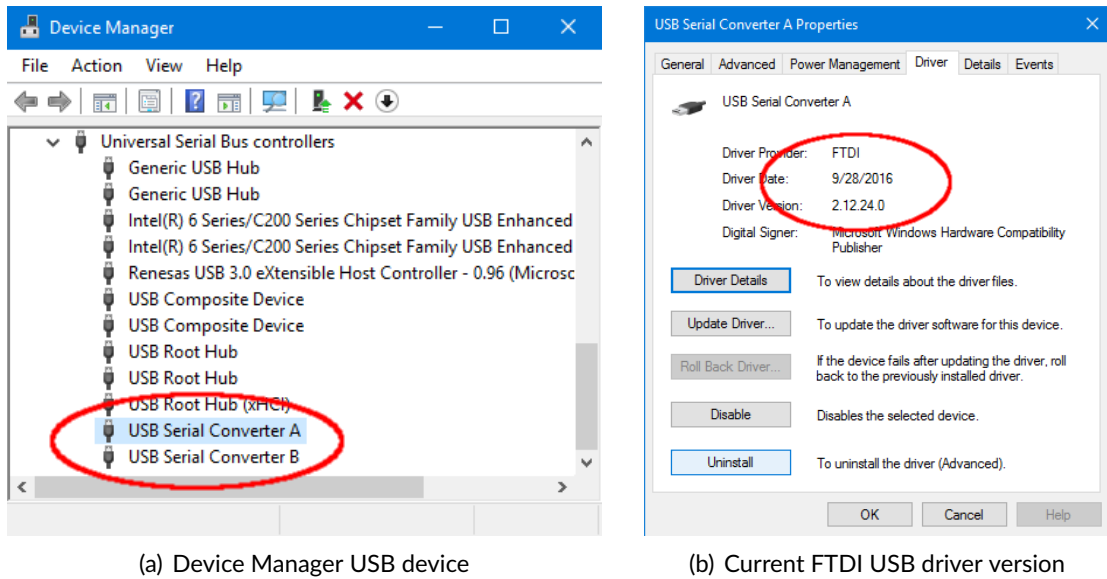 Device Manager
File Action View Help
Universal Serial Bus controllers
Generic USB Hub
Generic USB Hub
Intel(R) 6 Series/C200 Series Chipset Family USB Enhanced
Intel(R) 6 Series/C200 Series Chipset Family USB Enhanced
Renesas USB 3.0 eXtensible Host Controller - 0.96 (Microsc
USB Composite Device
USB Composite Device
USB Root Hub
USB Root Hub
USB Root Hub (xHCI)
USB Serial Converter A
USB Serial Converter B
(a) Device Manager USB device
USB Serial Converter A Properties
General Advanced Power Management Driver Details Events
USB Serial Converter A
Driver Provider: FTDI
Driver Date: 9/28/2016
Driver Version: 2.12.24.0
Digital Signer: Microsoft Windows Hardware Compatibility
Publisher
Driver Details To view details about the driver files.
Update Driver... To update the driver software for this device.
Roll Back Driver... If the device fails after updating the driver, roll
back to the previously installed driver.
Disable Disables the selected device.
Uninstall To uninstall the driver (Advanced).
OK Cancel Help
(b) Current FTDI USB driver version